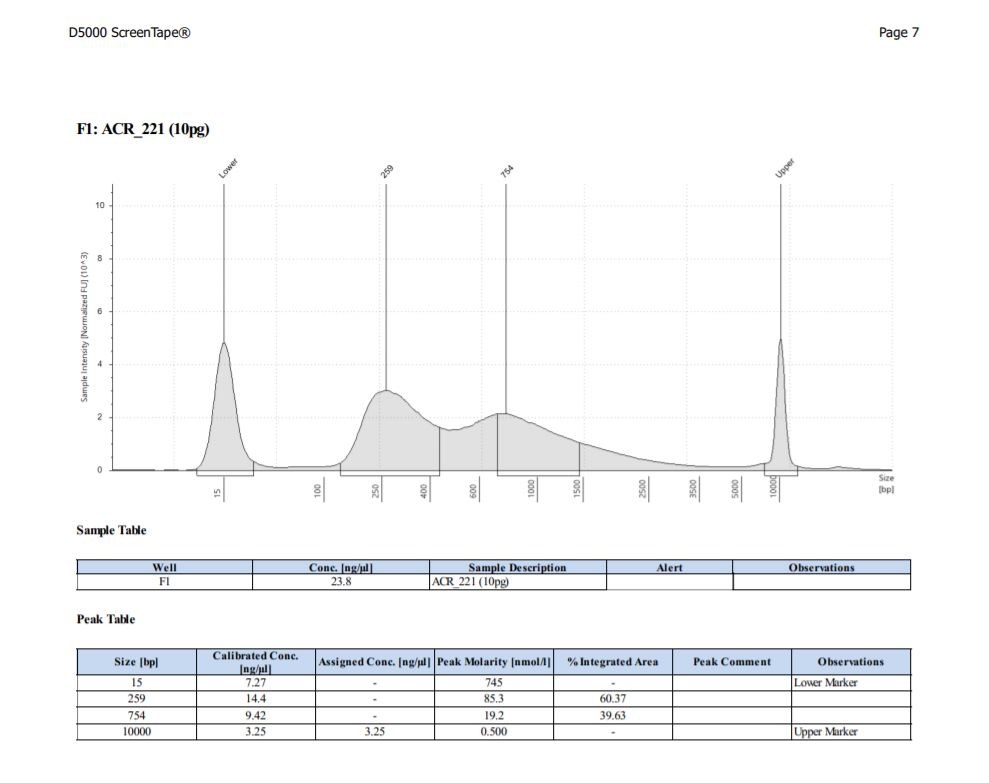 D5000 ScreenTape® Page 7
F1: ACR_221 (10pg)
Lower 259 754 Upper
Sample Intensity [Normalized FU] (10^3)
10
8
6
4
2
0
15 100 250 400 600 1000 1500 2500 3500 5000 10000 Size [bp]
Sample Table
Well Conc. [ng/µl] Sample Description Alert Observations
F1 23.8 ACR_221 (10pg)
Peak Table
Size [bp] Calibrated Conc. [ng/µl] Assigned Conc. [ng/µl] Peak Molarity [nmol/l] % Integrated Area Peak Comment Observations
15 7.27 - 745 - Lower Marker
259 14.4 - 85.3 60.37
754 9.42 - 19.2 39.63
10000 3.25 3.25 0.500 - Upper Marker